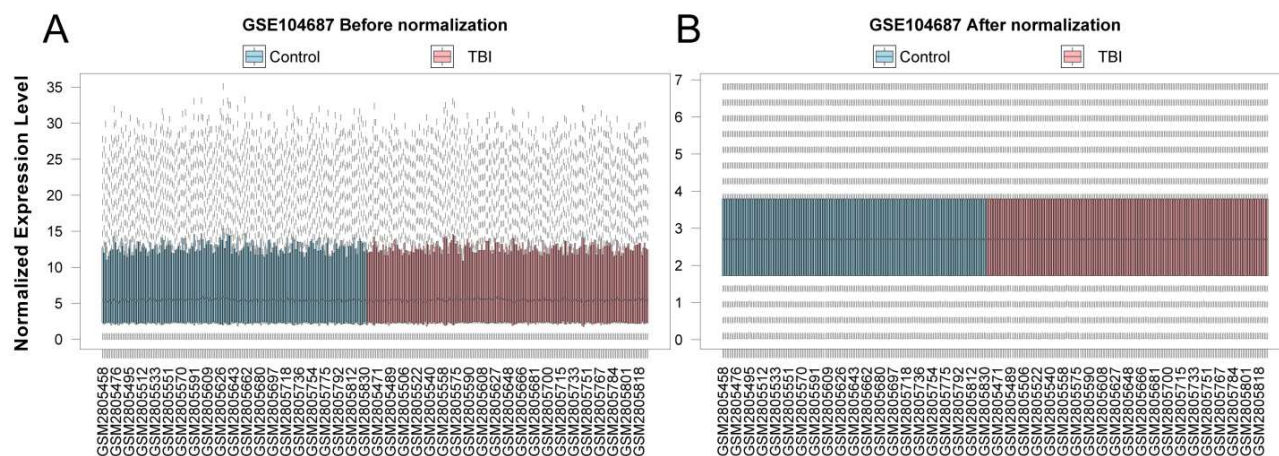 A
GSE104687 Before normalization
Control
TBI
Normalized Expression Level
35
30
25
20
15
10
5
0
GSM2805458
GSM2805476
GSM2805495
GSM2805512
GSM2805533
GSM2805551
GSM2805570
GSM2805591
GSM2805609
GSM2805626
GSM2805643
GSM2805662
GSM2805680
GSM2805697
GSM2805718
GSM2805736
GSM2805754
GSM2805775
GSM2805792
GSM2805812
GSM2805830
GSM2805471
GSM2805489
GSM2805506
GSM2805522
GSM2805540
GSM2805558
GSM2805575
GSM2805590
GSM2805608
GSM2805627
GSM2805648
GSM2805666
GSM2805681
GSM2805700
GSM2805715
GSM2805733
GSM2805751
GSM2805767
GSM2805784
GSM2805801
GSM2805818
B
GSE104687 After normalization
Control
TBI
7
6
5
4
3
2
1
0
GSM2805458
GSM2805476
GSM2805495
GSM2805512
GSM2805533
GSM2805551
GSM2805570
GSM2805591
GSM2805609
GSM2805626
GSM2805643
GSM2805662
GSM2805680
GSM2805697
GSM2805718
GSM2805736
GSM2805754
GSM2805775
GSM2805792
GSM2805812
GSM2805830
GSM2805471
GSM2805489
GSM2805506
GSM2805522
GSM2805540
GSM2805558
GSM2805575
GSM2805590
GSM2805608
GSM2805627
GSM2805648
GSM2805666
GSM2805681
GSM2805700
GSM2805715
GSM2805733
GSM2805751
GSM2805767
GSM2805784
GSM2805801
GSM2805818